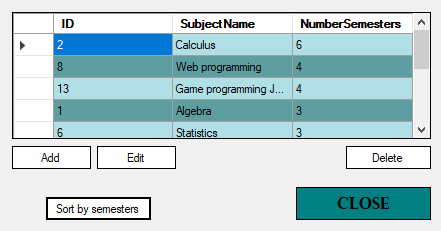 ID SubjectName NumberSemesters
2 Calculus 6
8 Web programming 4
13 Game programming J... 4
1 Algebra 3
6 Statistics 3
Add Edit Delete
Sort by semesters CLOSE